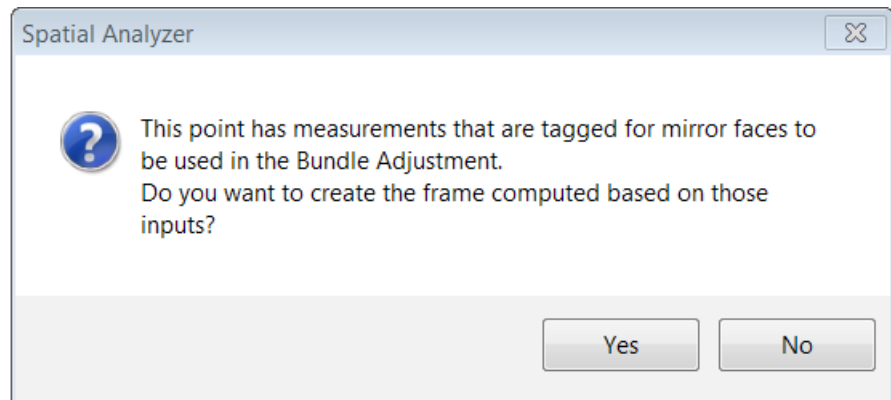 Spatial Analyzer
This point has measurements that are tagged for mirror faces to
be used in the Bundle Adjustment.
Do you want to create the frame computed based on those
inputs?
Yes
No